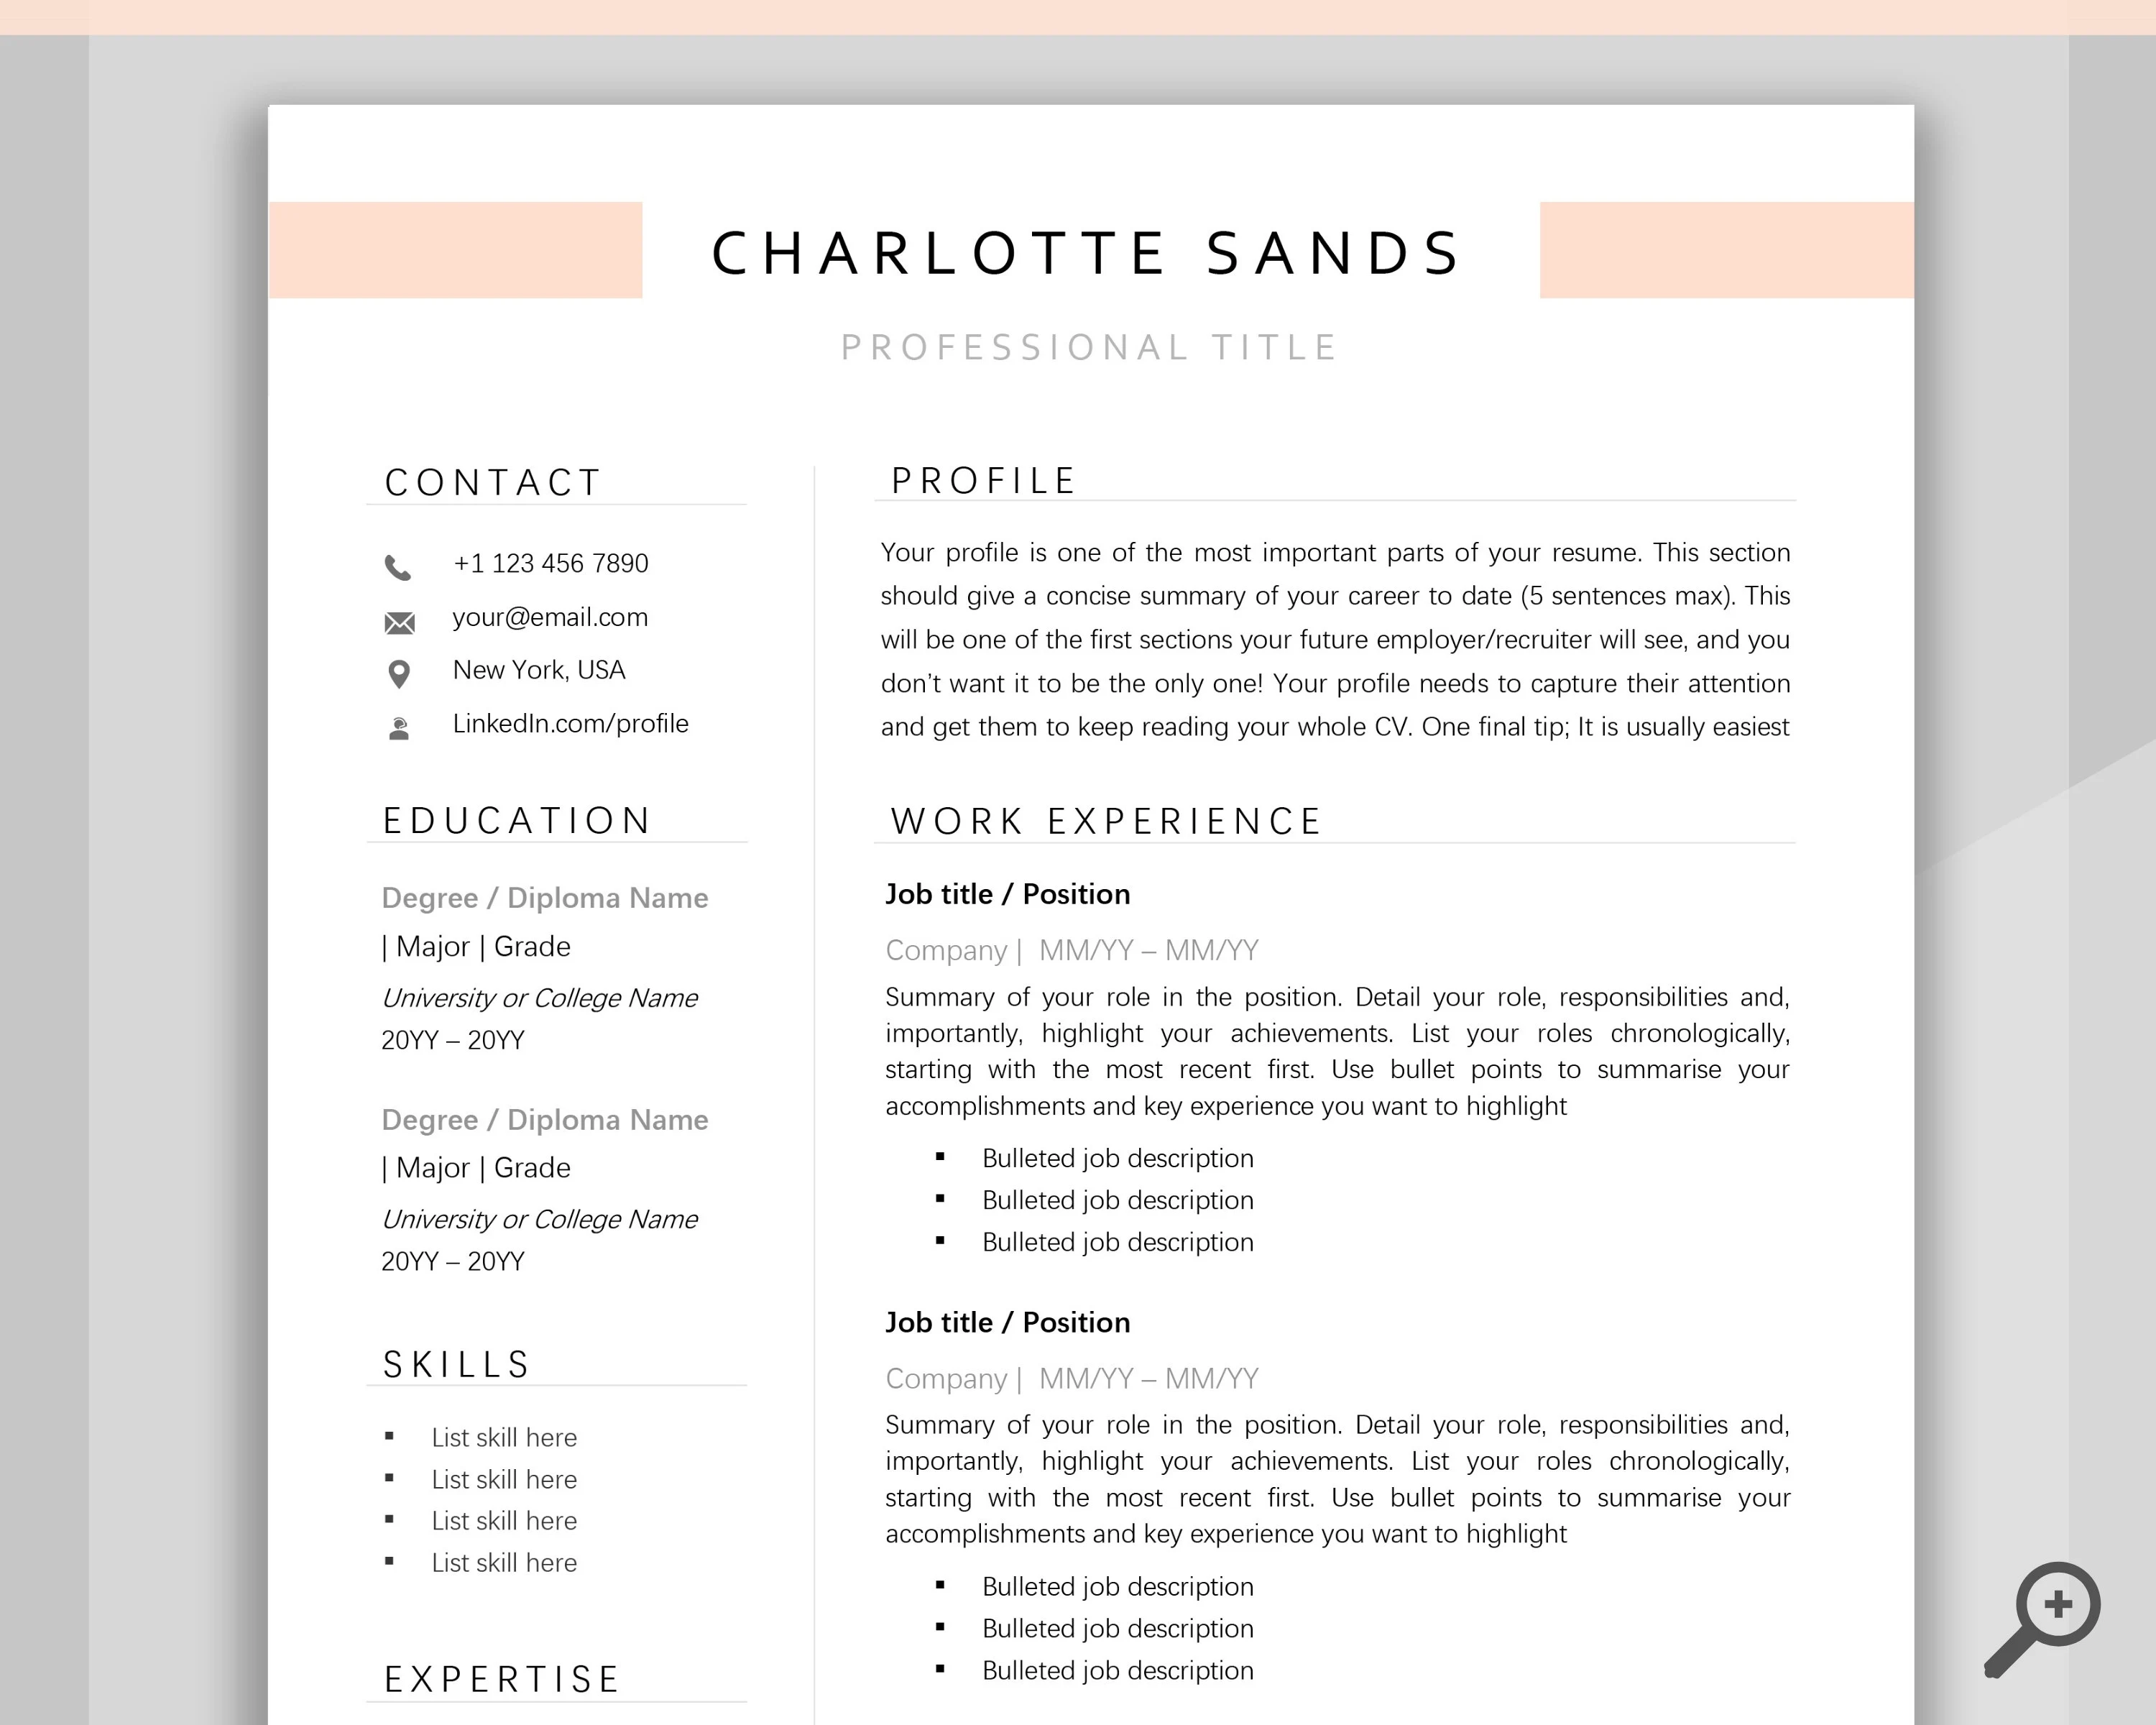 CHARLOTTE SANDS
PROFESSIONAL TITLE
CONTACT
+1 123 456 7890
your@email.com
New York, USA
LinkedIn.com/profile
EDUCATION
Degree / Diploma Name
| Major | Grade
University or College Name
20YY – 20YY
Degree / Diploma Name
| Major | Grade
University or College Name
20YY – 20YY
SKILLS
▪ List skill here
▪ List skill here
▪ List skill here
▪ List skill here
EXPERTISE
PROFILE
Your profile is one of the most important parts of your resume. This section
should give a concise summary of your career to date (5 sentences max). This
will be one of the first sections your future employer/recruiter will see, and you
don’t want it to be the only one! Your profile needs to capture their attention
and get them to keep reading your whole CV. One final tip; It is usually easiest
WORK EXPERIENCE
Job title / Position
Company | MM/YY – MM/YY
Summary of your role in the position. Detail your role, responsibilities and,
importantly, highlight your achievements. List your roles chronologically,
starting with the most recent first. Use bullet points to summarise your
accomplishments and key experience you want to highlight
▪ Bulleted job description
▪ Bulleted job description
▪ Bulleted job description
Job title / Position
Company | MM/YY – MM/YY
Summary of your role in the position. Detail your role, responsibilities and,
importantly, highlight your achievements. List your roles chronologically,
starting with the most recent first. Use bullet points to summarise your
accomplishments and key experience you want to highlight
▪ Bulleted job description
▪ Bulleted job description
▪ Bulleted job description